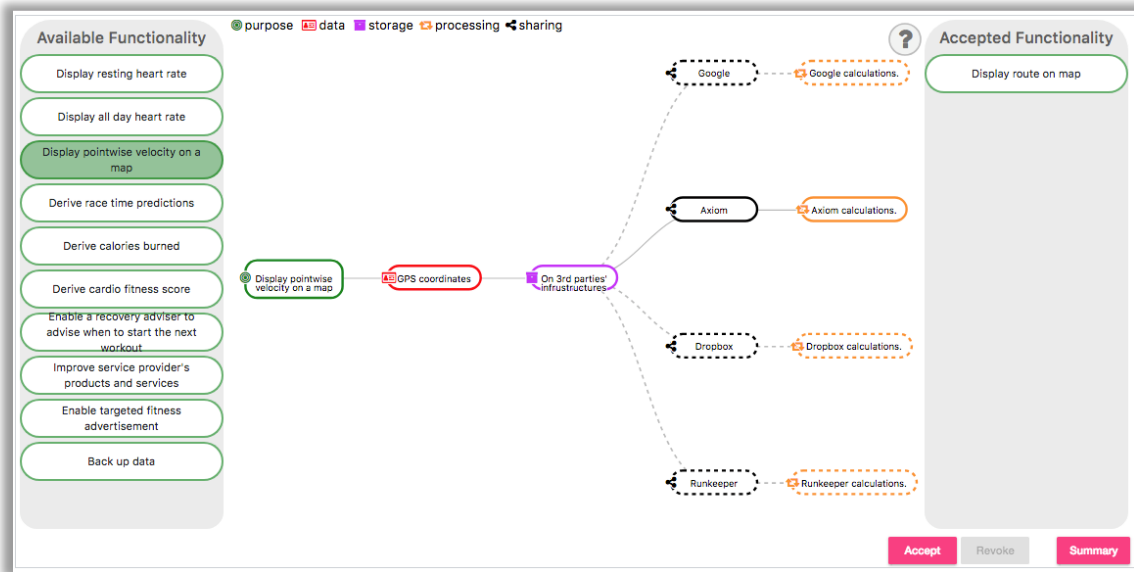 Available Functionality
Display resting heart rate
Display all day heart rate
Display pointwise velocity on a
map
Derive race time predictions
Derive calories burned
Derive cardio fitness score
Enable a recovery adviser to
advise when to start the next
workout
Improve service provider's
products and services
Enable targeted fitness
advertisement
Back up data
purpose data storage processing sharing
Display pointwise
velocity on a map
GPS coordinates
On 3rd parties'
infrustructures
Google
Google calculations.
Axiom
Axiom calculations.
Dropbox
Dropbox calculations.
Runkeeper
Runkeeper calculations.
?
Accepted Functionality
Display route on map
Accept
Revoke
Summary